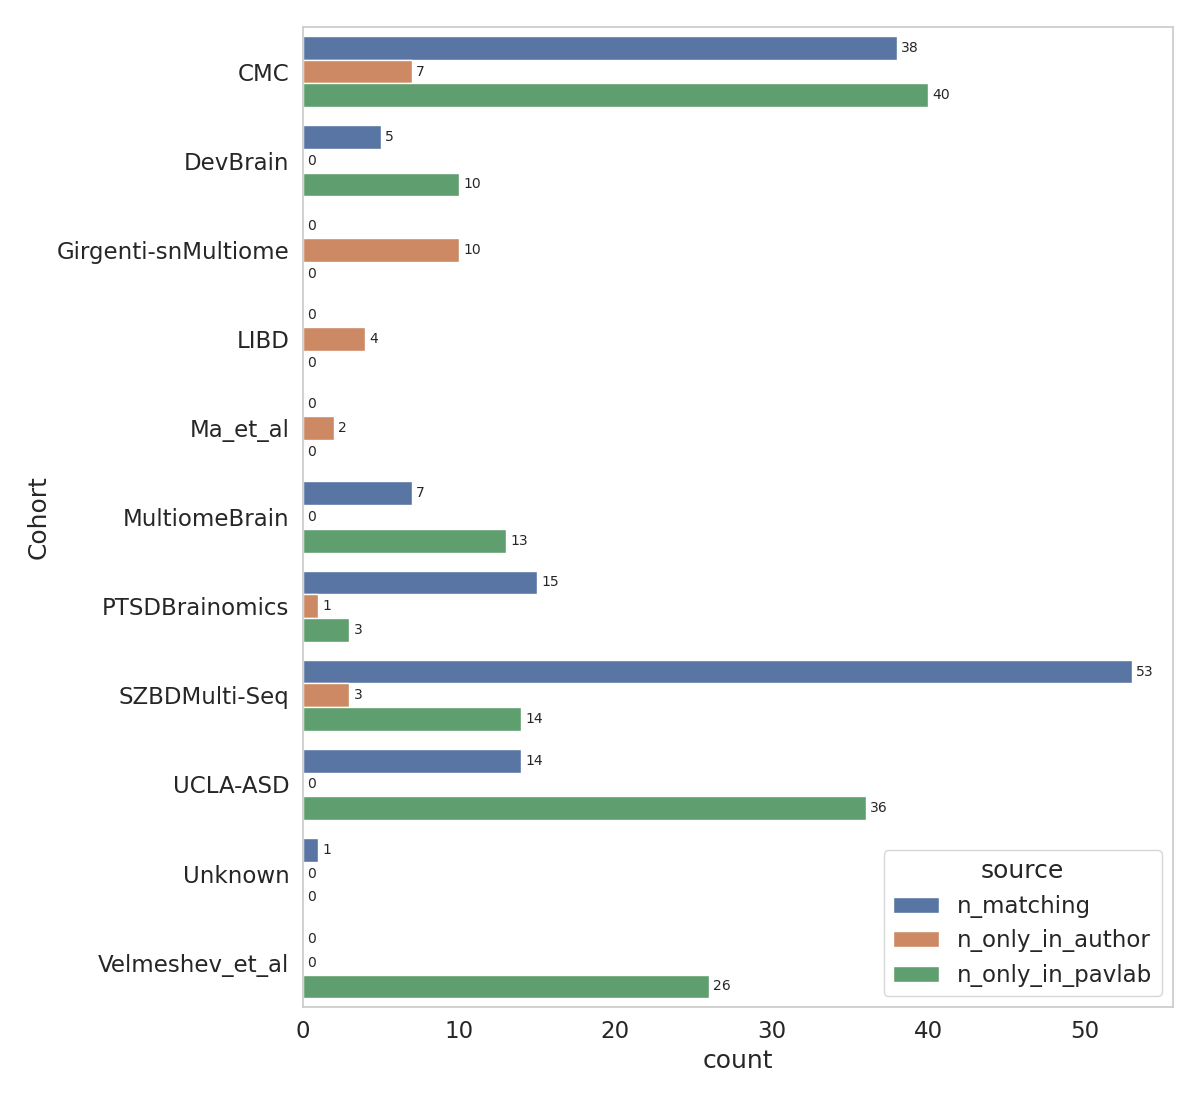 CMC
38
7
40
DevBrain
5
0
10
Girgenti-snMultiome
0
10
0
LIBD
0
4
0
Ma_et_al
0
2
0
MultiomeBrain
7
0
13
PTSDBrainomics
15
1
3
SZBDMulti-Seq
53
3
14
UCLA-ASD
14
0
36
Unknown
1
0
0
Velmeshev_et_al
0
0
26
Cohort
source
n_matching
n_only_in_author
n_only_in_pavlab
0 10 20 30 40 50
count